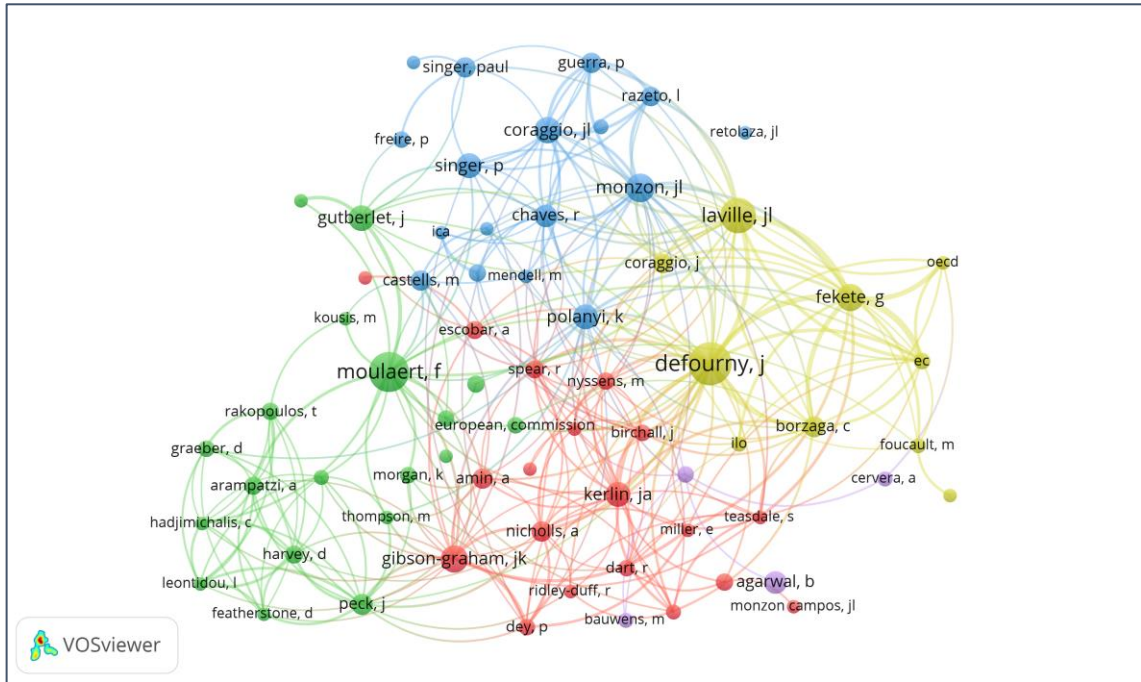 guerra, p
singer, paul
razeto, l
coraggio, jl
retolaza, jl
freire, p
singer, p
monzon, jl
gutberlet, j
chaves, r
laville, jl
ica
coraggio, j
oecd
castells, m
mendell, m
fekete, g
kousis, m
escobar, a
polanyi, k
moulaert, f
spear, r
nyssens, m
defourny, j
ec
rakopoulos, t
european, commission
birchall, j
ilo
borzaga, c
graeber, d
foucault, m
arampatzi, a
morgan, k
amin, a
kerlin, ja
cervera, a
hadjimichalis, c
thompson, m
nicholls, a
miller, e
teasdale, s
harvey, d
gibson-graham, jk
dart, r
leontidou, l
ridley-duff, r
agarwal, b
featherstone, d
peck, j
dey, p
bauwens, m
monzon campos, jl
VOSviewer